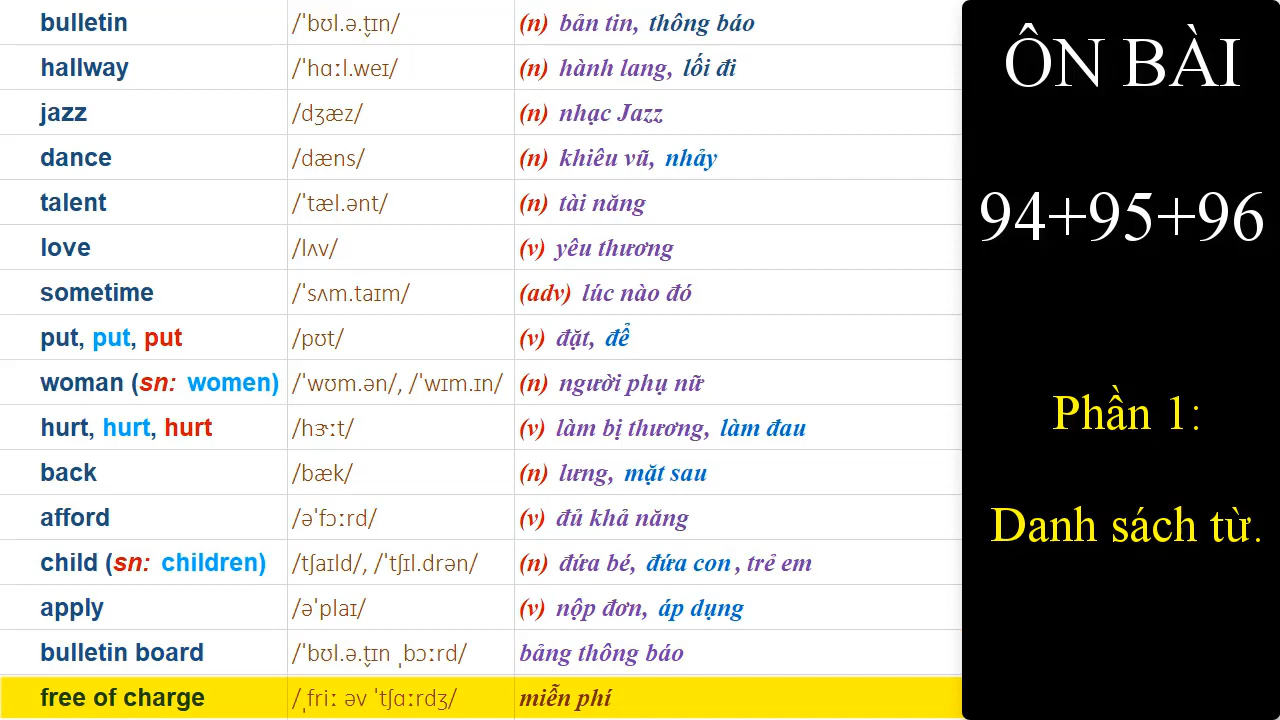 bulletin /ˈbʊl.ə.t̬ɪn/ (n) bản tin, thông báo
hallway /ˈhɑːl.weɪ/ (n) hành lang, lối đi
jazz /dʒæz/ (n) nhạc Jazz
dance /dæns/ (n) khiêu vũ, nhảy
talent /ˈtæl.ənt/ (n) tài năng
love /lʌv/ (v) yêu thương
sometime /ˈsʌm.taɪm/ (adv) lúc nào đó
put, put, put /pʊt/ (v) đặt, để
woman (sn: women) /ˈwʊm.ən/, /ˈwɪm.ɪn/ (n) người phụ nữ
hurt, hurt, hurt /hɝːt/ (v) làm bị thương, làm đau
back /bæk/ (n) lưng, mặt sau
afford /əˈfɔːrd/ (v) đủ khả năng
child (sn: children) /tʃaɪld/, /ˈtʃɪl.drən/ (n) đứa bé, đứa con, trẻ em
apply /əˈplaɪ/ (v) nộp đơn, áp dụng
bulletin board /ˈbʊl.ə.t̬ɪn ˌbɔːrd/ bảng thông báo
free of charge /ˌfriː əv ˈtʃɑːrdʒ/ miễn phí
ÔN BÀI
94+95+96
Phần 1:
Danh sách từ.